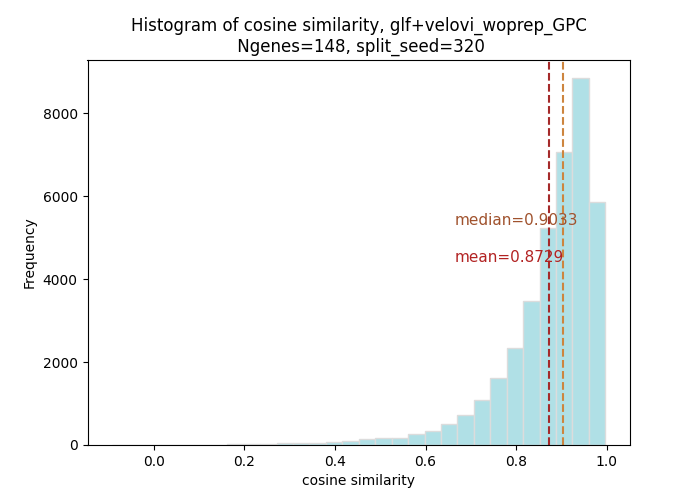 Histogram of cosine similarity, glf+velovi_woprep_GPC
Ngenes=148, split_seed=320
8000
6000
4000
2000
0
Frequency
median=0.9033
mean=0.8729
0.0 0.2 0.4 0.6 0.8 1.0
cosine similarity